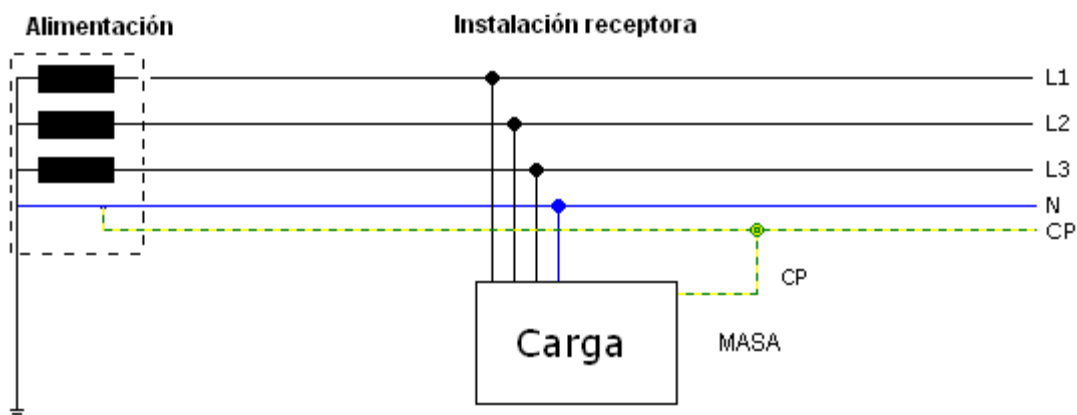 Alimentación
Instalación receptora
L1
L2
L3
N
CP
CP
Carga
MASA